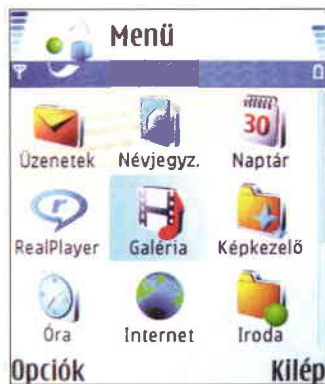 Menü
30
Üzenetek Névjegyz. Naptár
r
RealPlayer Galéria Képkezelő
Óra Internet Iroda
Opciók Kilép